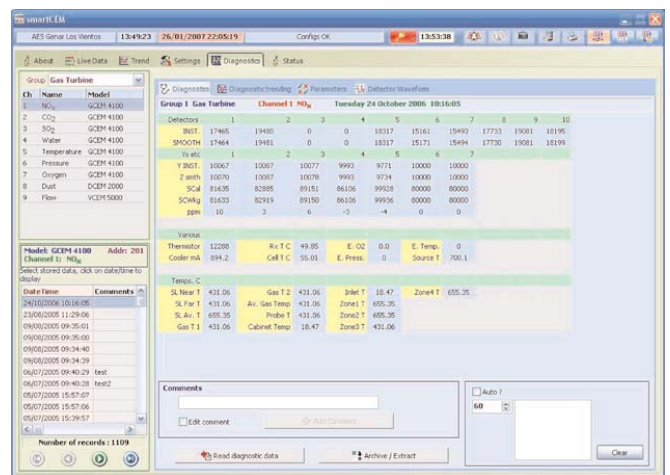 smartCEM
AES Genar Los Vientos 13:49:23 26/01/2007 22:05:19 Configs OK 13:53:38
About Live Data Trend Settings Diagnostics Status
Group Gas Turbine
Ch Name Model
1 NOx GCEM 4100
2 CO2 GCEM 4100
3 SO2 GCEM 4100
4 Water GCEM 4100
5 Temperature GCEM 4100
6 Pressure GCEM 4100
7 Oxygen GCEM 4100
8 Dust DCEM 2000
9 Flow VCEM 5000
Model: GCEM 4100 Addr: 201
Channel 1: NOx
Select stored data, click on date/time to
display
Date Time Comments
24/10/2006 10:16:05
23/08/2005 11:29:06
09/08/2005 09:35:01
09/08/2005 09:35:00
09/08/2005 09:34:40
09/08/2005 09:34:39
06/07/2005 09:40:29 test
06/07/2005 09:40:28 test2
05/07/2005 15:57:07
05/07/2005 15:57:06
05/07/2005 15:39:57
Number of records : 1109
Diagnostics Diagnostic trending Parameters Detector Waveform
Group 1 Gas Turbine Channel 1 NOx Tuesday 24 October 2006 10:16:05
Detectors 1 2 3 4 5 6 7 8 9 10
INST. 17465 19480 0 0 18317 15161 15493 17733 19081 18195
SMOOTH 17464 19481 0 0 18317 15171 15494 17730 19081 18199
Ys etc 1 2 3 4 5 6 7
Y INST. 10067 10087 10077 9993 9771 10000 10000
Z smth 10070 10087 10078 9993 9734 10000 10000
SCal 81635 82885 89151 86106 99928 80000 80000
SCWkg 81633 82919 89150 86106 99936 80000 80000
ppm 10 3 6 -3 -4 0 0
Various
Thermistor 12288 Rx T C 49.85 E. O2 0.0 E. Temp. 0
Cooler mA 894.2 Cell T C 55.01 E. Press. 0 Source T 700.1
Temps. C
SL Near T 431.06 Gas T 2 431.06 Inlet T 18.47 Zone4 T 655.35
SL Far T 431.06 Av. Gas Temp 431.06 Zone1 T 655.35
SL Av. T 655.35 Probe T 431.06 Zone2 T 655.35
Gas T 1 431.06 Cabinet Temp 18.47 Zone3 T 431.06
Comments
Edit comment Add Comment
Read diagnostic data Archive / Extract
Auto ?
60
Clear